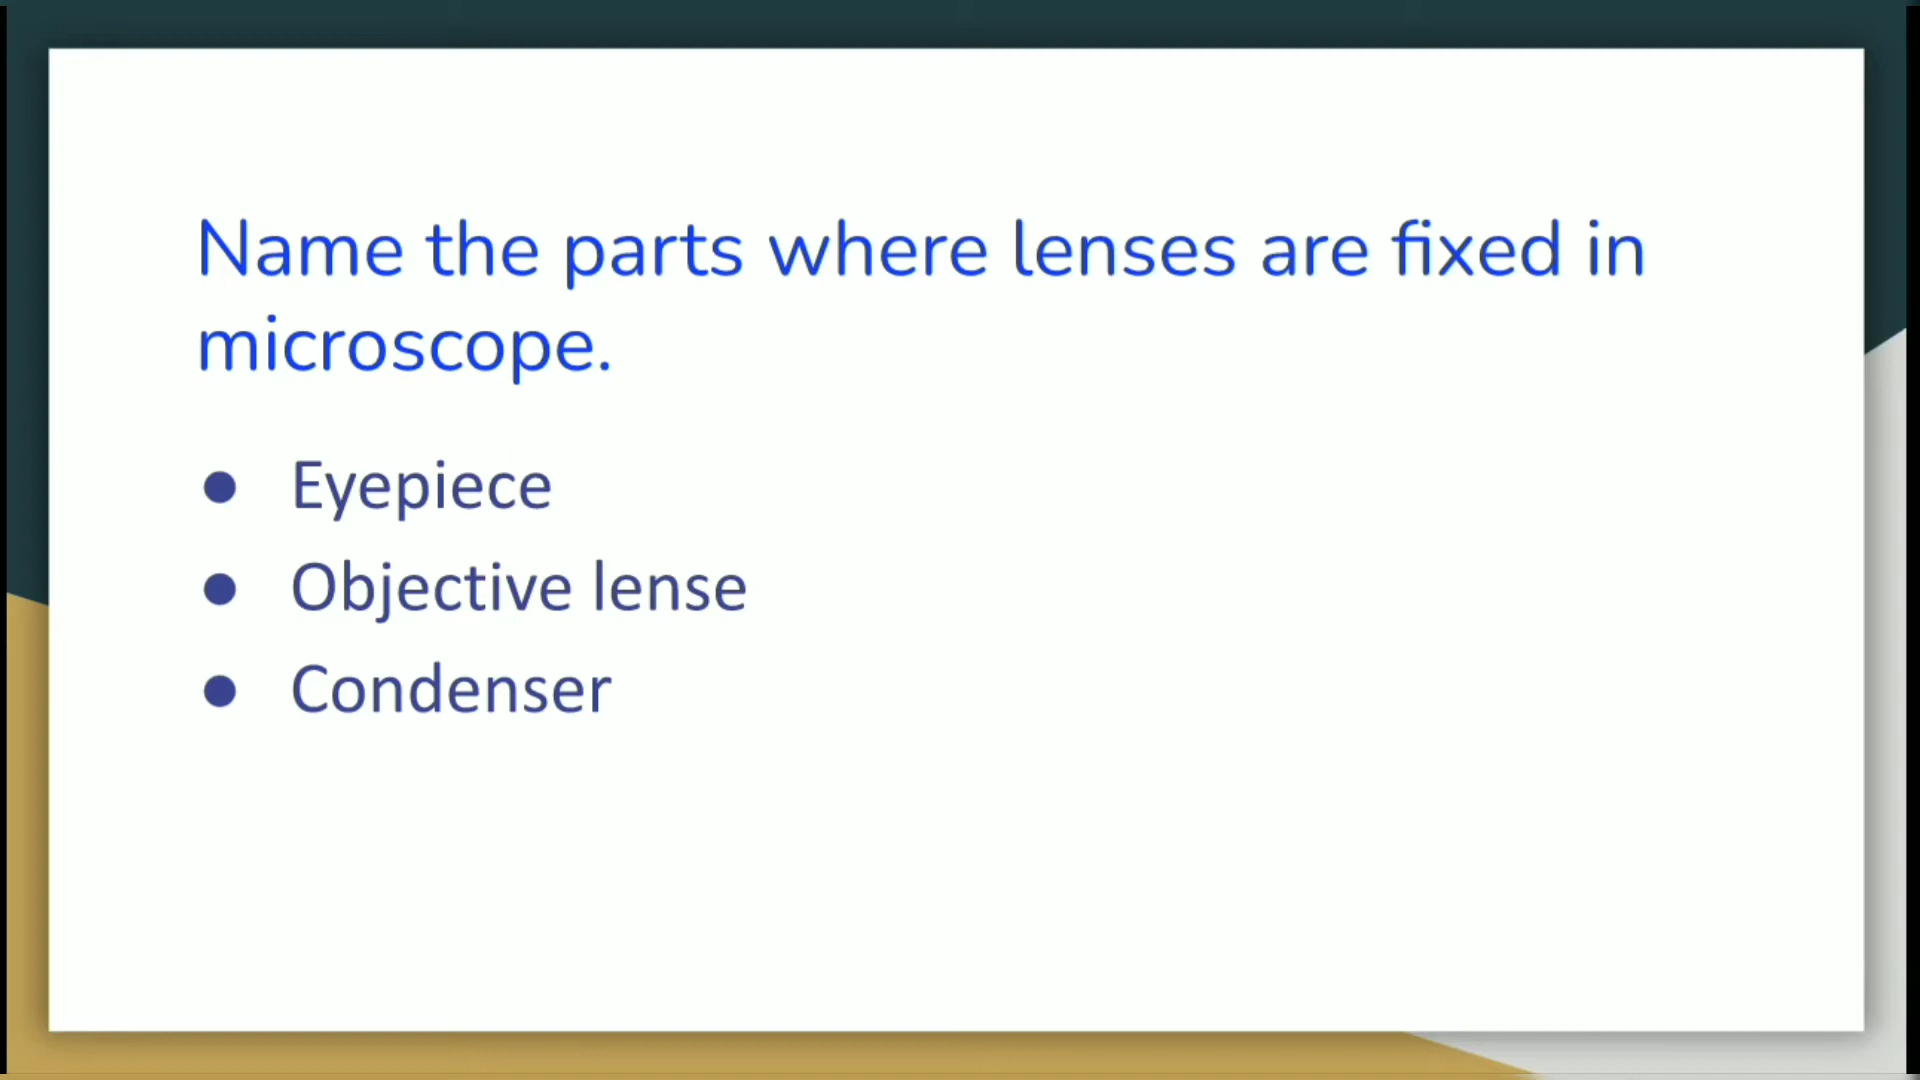 Name the parts where lenses are fixed in
microscope.
● Eyepiece
● Objective lense
● Condenser